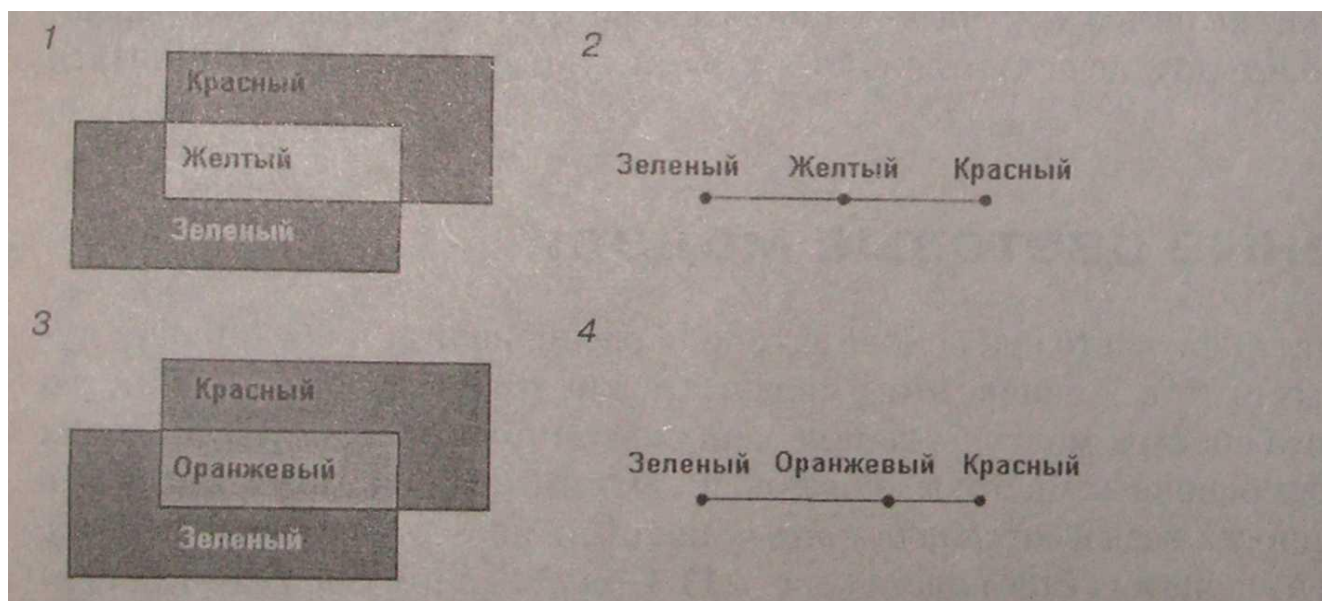 1
Красный
Желтый
Зеленый
2
Зеленый Желтый Красный
3
Красный
Оранжевый
Зеленый
4
Зеленый Оранжевый Красный